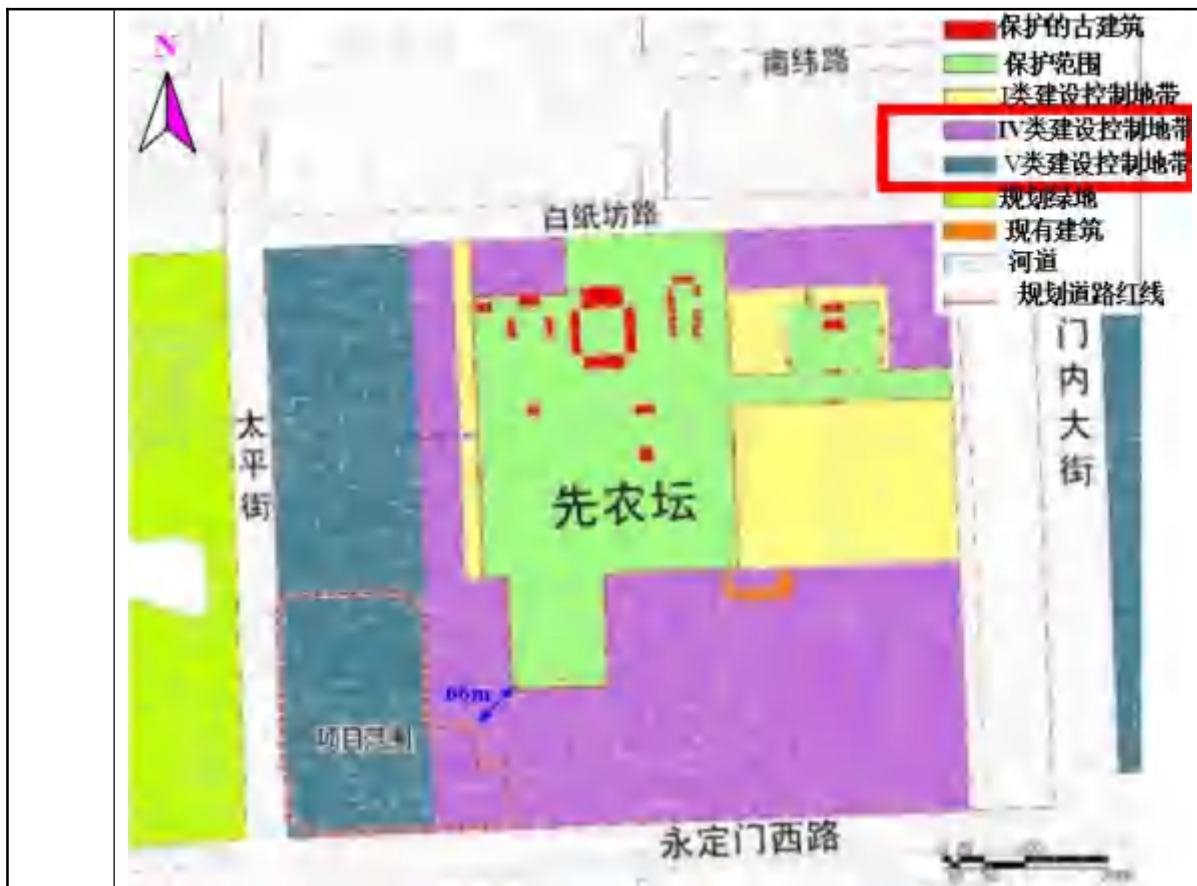 N
南纬路
保护的古建筑
保护范围
I类建设控制地带
IV类建设控制地带
V类建设控制地带
规划绿地
现有建筑
河道
规划道路红线
白纸坊路
门内大街
太平街
先农坛
66m
项目范围
永定门西路